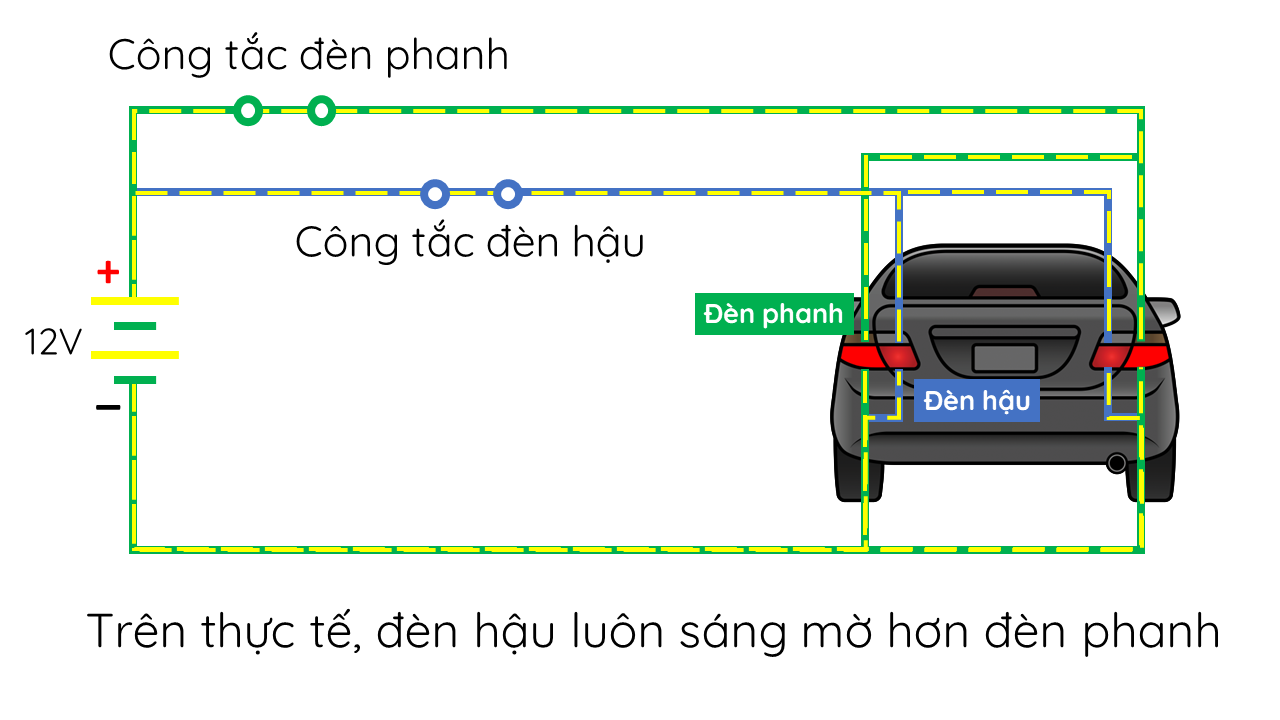 Công tắc đèn phanh
Công tắc đèn hậu
+
Đèn phanh
12V
Đèn hậu
−
Trên thực tế, đèn hậu luôn sáng mờ hơn đèn phanh